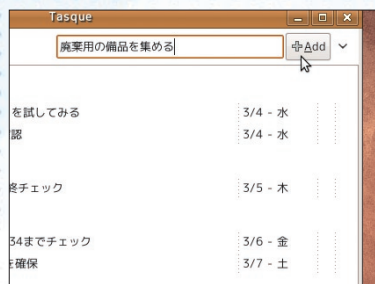 Tasque
廃棄用の備品を集める
Add
を試してみる 3/4 - 水
認 3/4 - 水
終チェック 3/5 - 木
34までチェック 3/6 - 金
を確保 3/7 - 土